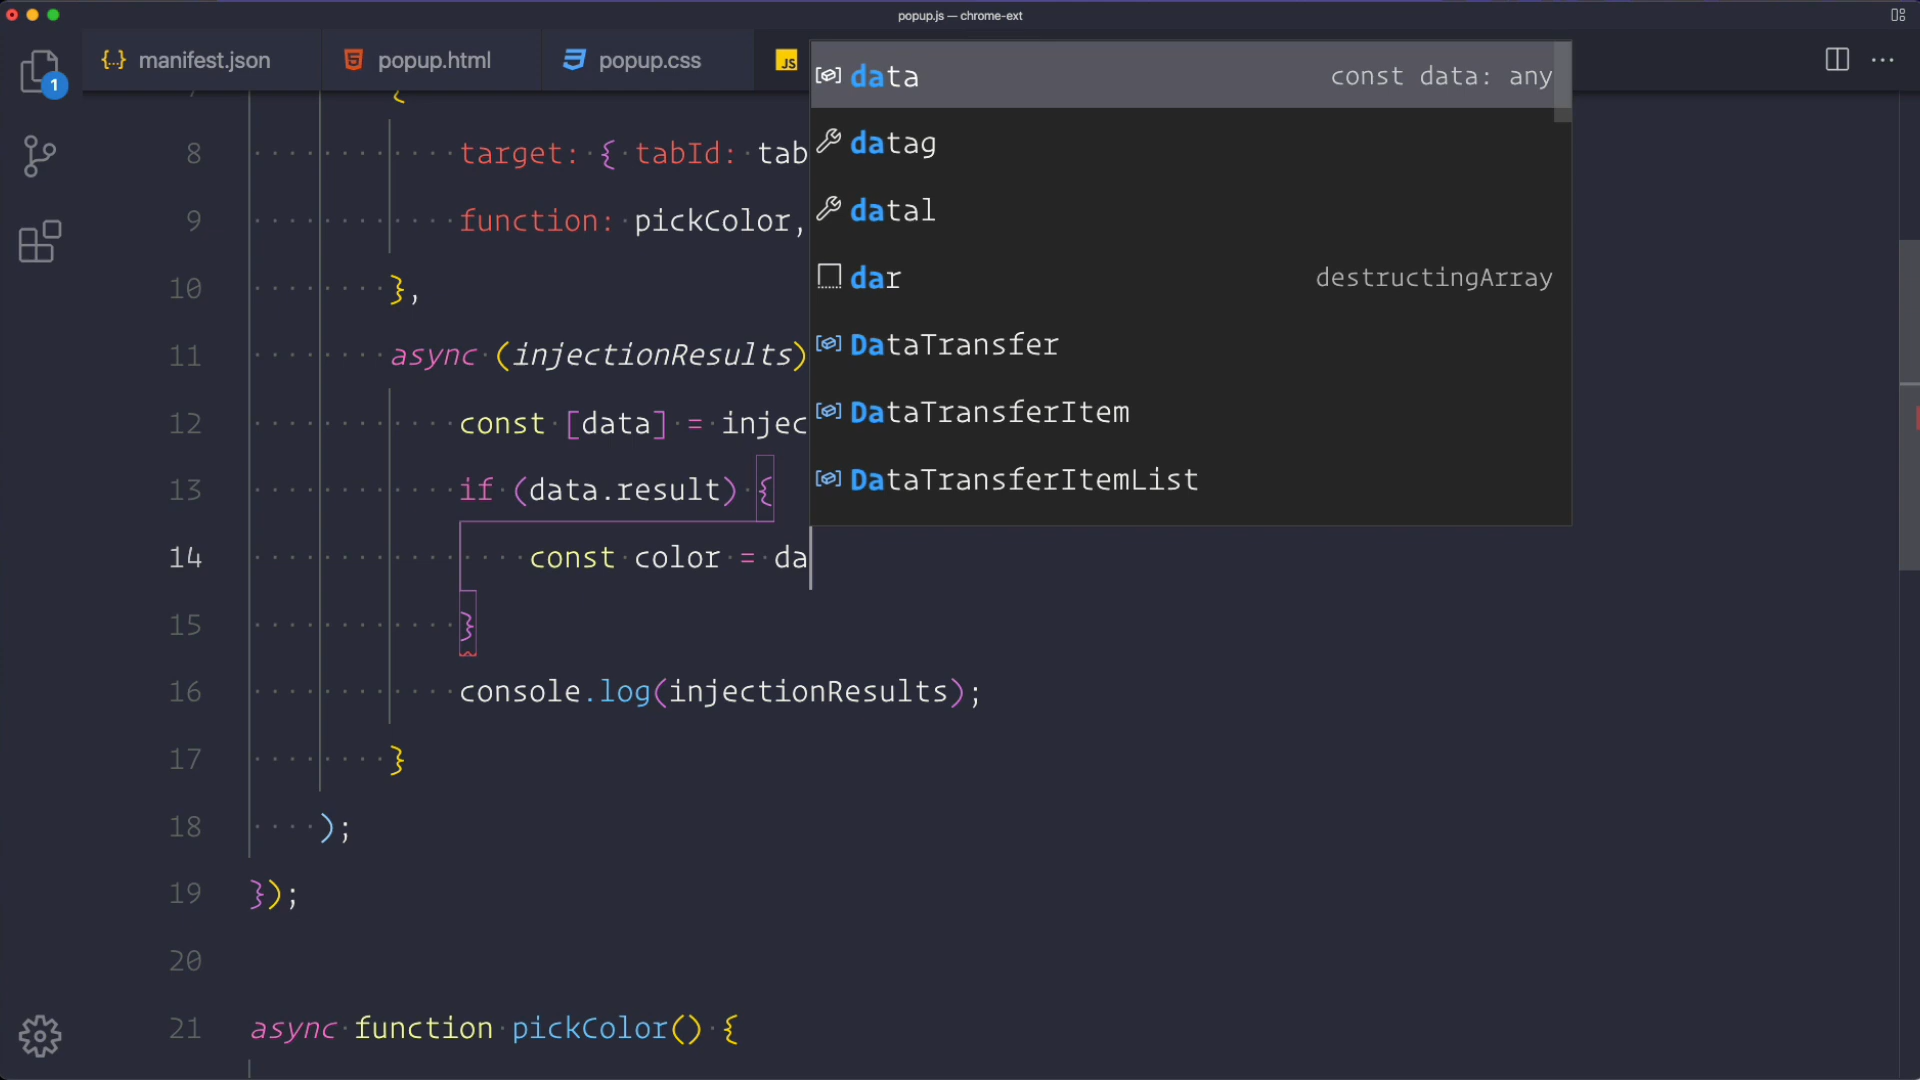 popup.js — chrome-ext
{..} manifest.json
popup.html
popup.css
JS
1
{
8 target: { tabId: tab
9 function: pickColor,
10 },
11 async (injectionResults)
12 const [data] = injec
13 if (data.result) {
14 const color = da
15 }
16 console.log(injectionResults);
17 }
18 );
19 });
20
21 async function pickColor() {
data const data: any
datag
datal
dar destructingArray
DataTransfer
DataTransferItem
DataTransferItemList